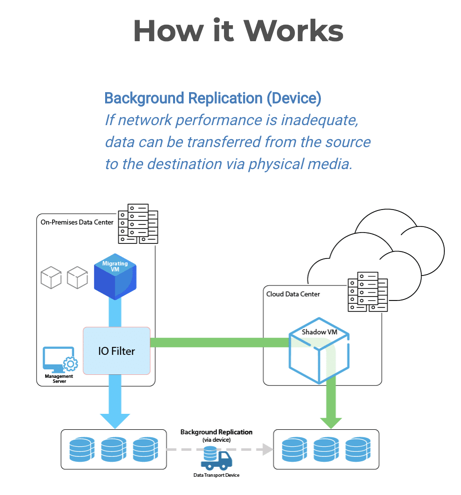 How it Works
Background Replication (Device)
If network performance is inadequate,
data can be transferred from the source
to the destination via physical media.
On-Premises Data Center
Migrating
VM
IO Filter
Management
Server
Cloud Data Center
Shadow VM
Background Replication
(via device)
Data Transport Device